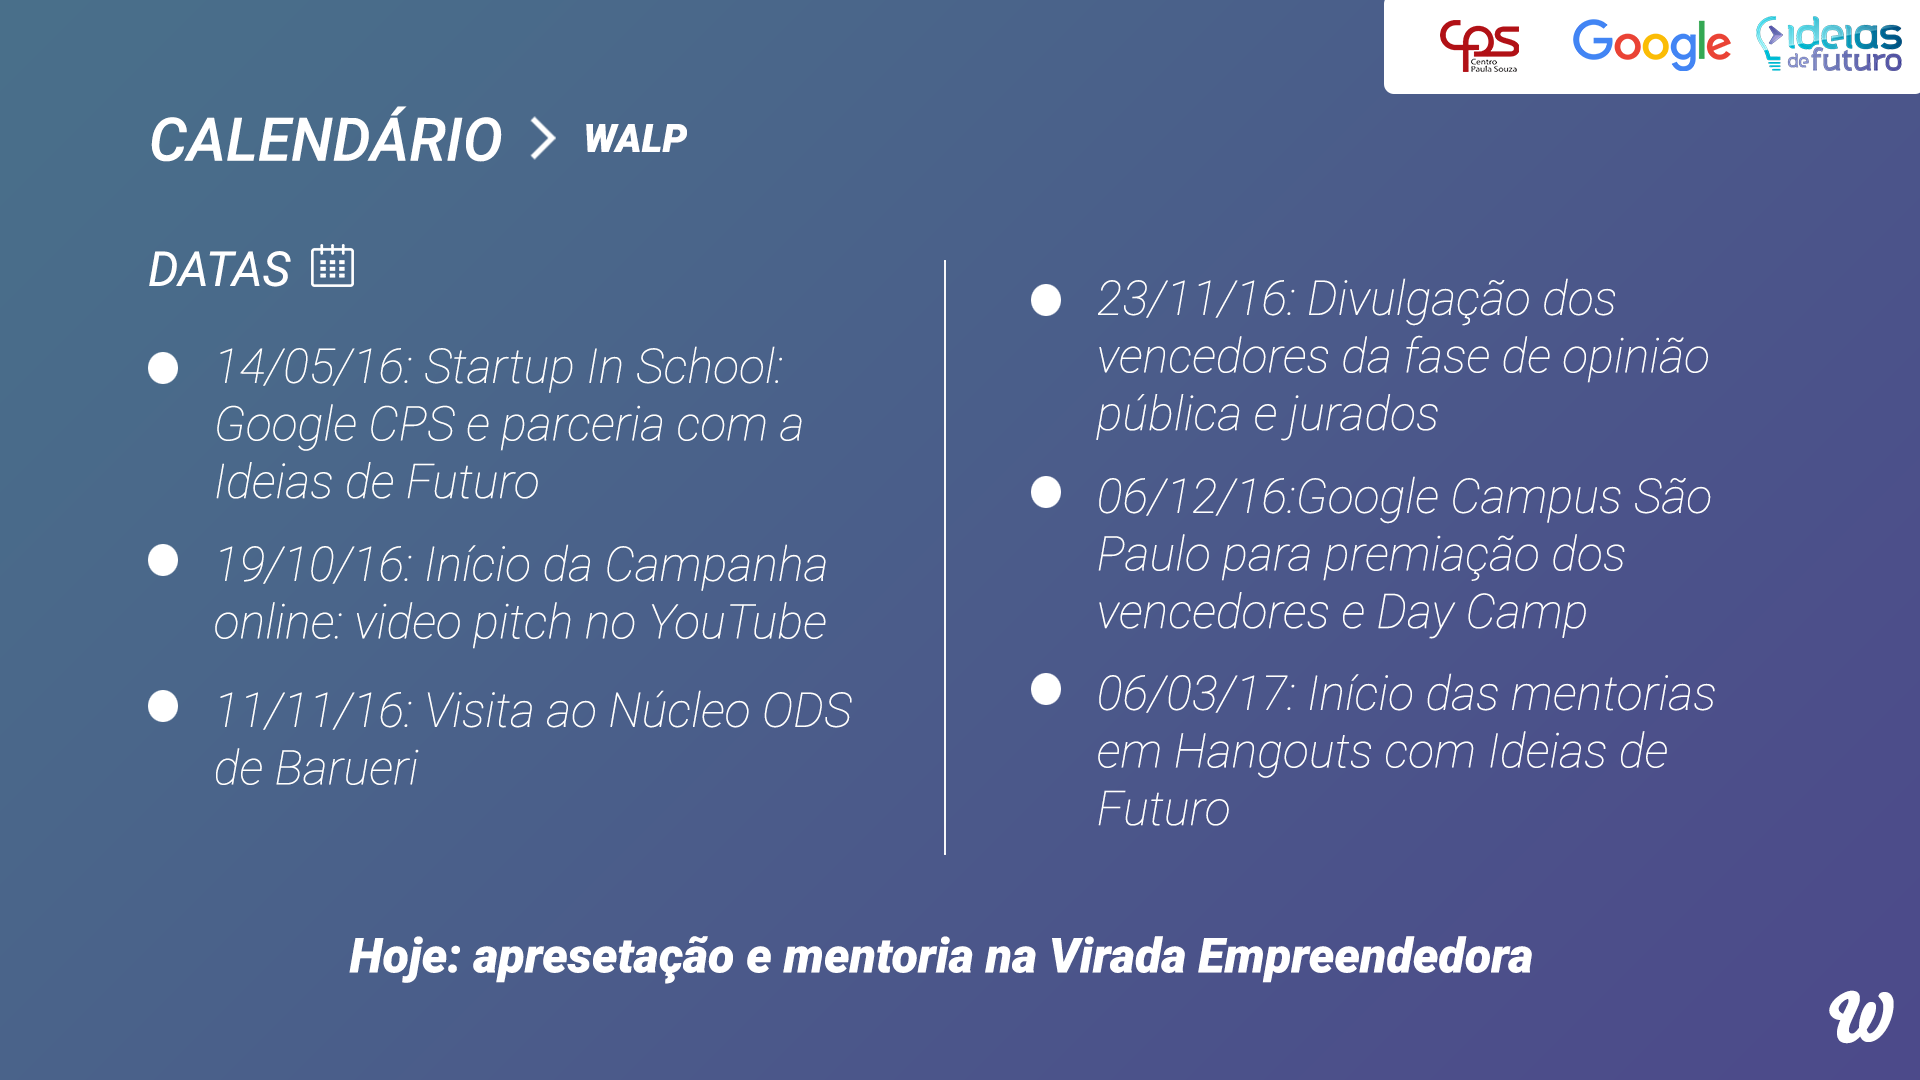 cps
Centro
Paula Souza
Google
ideias
de futuro
CALENDÁRIO > WALP
DATAS
14/05/16: Startup In School:
Google CPS e parceria com a
Ideias de Futuro
19/10/16: Início da Campanha
online: video pitch no YouTube
11/11/16: Visita ao Núcleo ODS
de Barueri
23/11/16: Divulgação dos
vencedores da fase de opinião
pública e jurados
06/12/16:Google Campus São
Paulo para premiação dos
vencedores e Day Camp
06/03/17: Início das mentorias
em Hangouts com Ideias de
Futuro
Hoje: apresetação e mentoria na Virada Empreendedora
W